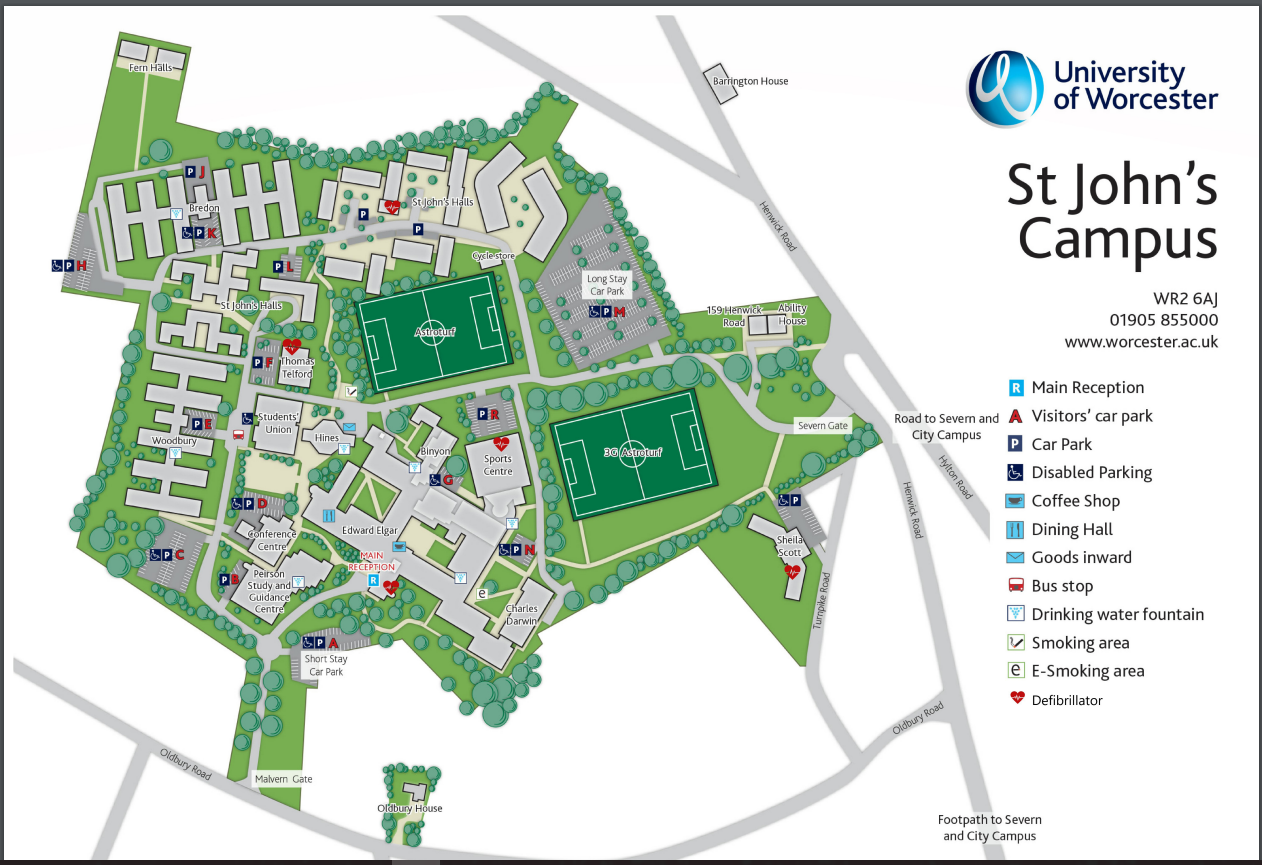 University
of Worcester
St John's
Campus
WR2 6AJ
01905 855000
www.worcester.ac.uk
R Main Reception
A Visitors' car park
P Car Park
Disabled Parking
Coffee Shop
Dining Hall
Goods inward
Bus stop
Drinking water fountain
Smoking area
e E-Smoking area
Defibrillator
Fern Halls
Barrington House
P J
Bredon
P K
P H
P L
St John's Halls
P
P
Cycle store
Henwick Road
Long Stay
Car Park
P M
159 Henwick
Road
Ability
House
St John's Halls
Astroturf
P F
Thomas
Telford
P R
P E
Students'
Union
Hines
Woodbury
Binyon
G
Sports
Centre
3G Astroturf
Severn Gate
Road to Severn and
City Campus
Hylton Road
Henwick Road
P D
Conference
Centre
Edward Elgar
MAIN
RECEPTION
R
P N
P
Sheila
Scott
P C
P B
Peirson
Study and
Guidance
Centre
e
Charles
Darwin
Turnpike Road
P A
Short Stay
Car Park
Oldbury Road
Oldbury Road
Malvern Gate
Oldbury House
Footpath to Severn
and City Campus